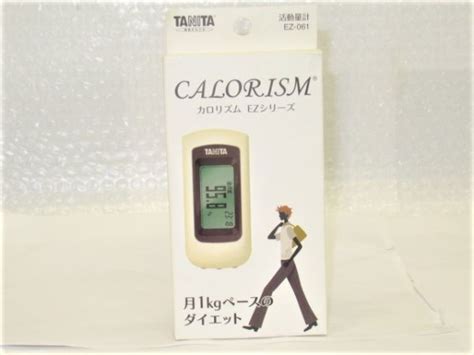 TANITA
活動量計
EZ-061
CALORISM®
カロリズム EZシリーズ
TANITA
月1kgペースの
ダイエット